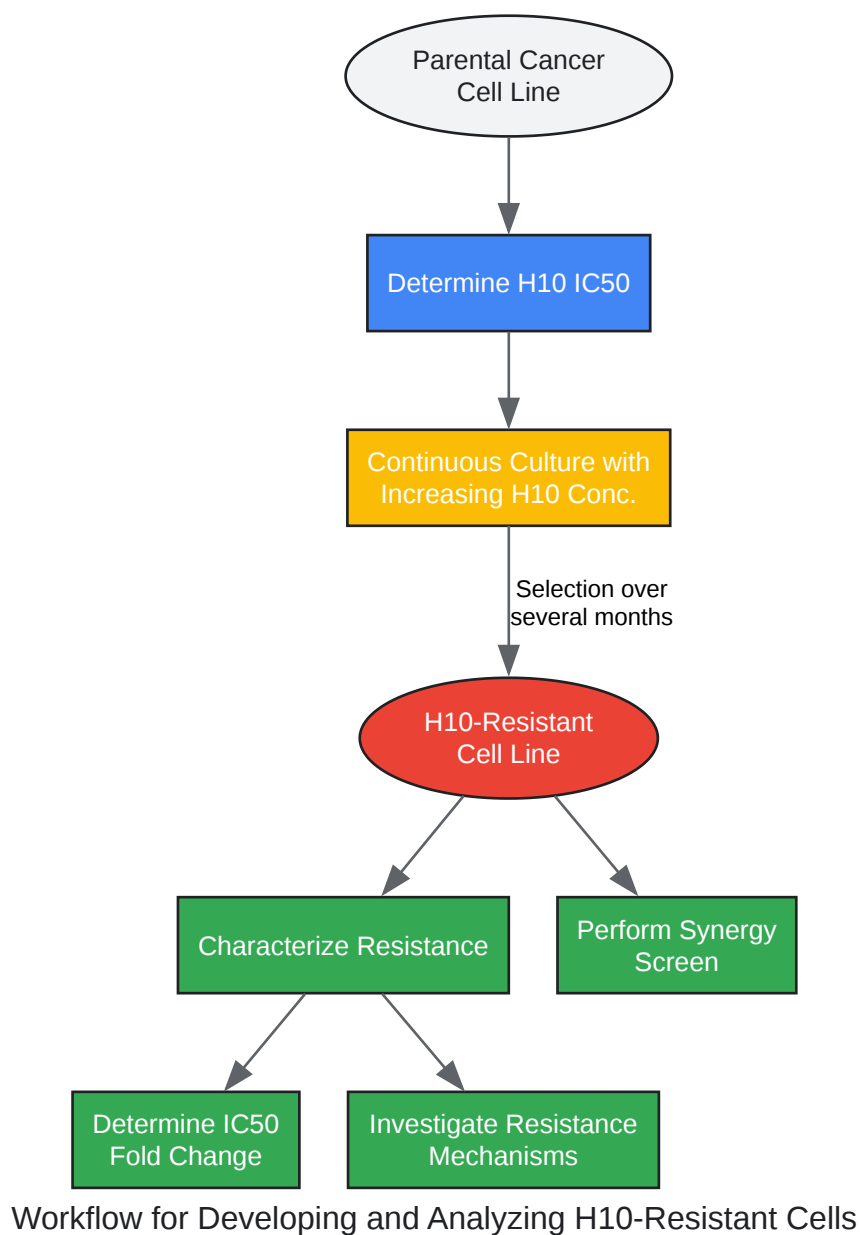 Parental Cancer
Cell Line
Determine H10 IC50
Continuous Culture with
Increasing H10 Conc.
Selection over
several months
H10-Resistant
Cell Line
Characterize Resistance
Perform Synergy
Screen
Determine IC50
Fold Change
Investigate Resistance
Mechanisms
Workflow for Developing and Analyzing H10-Resistant Cells